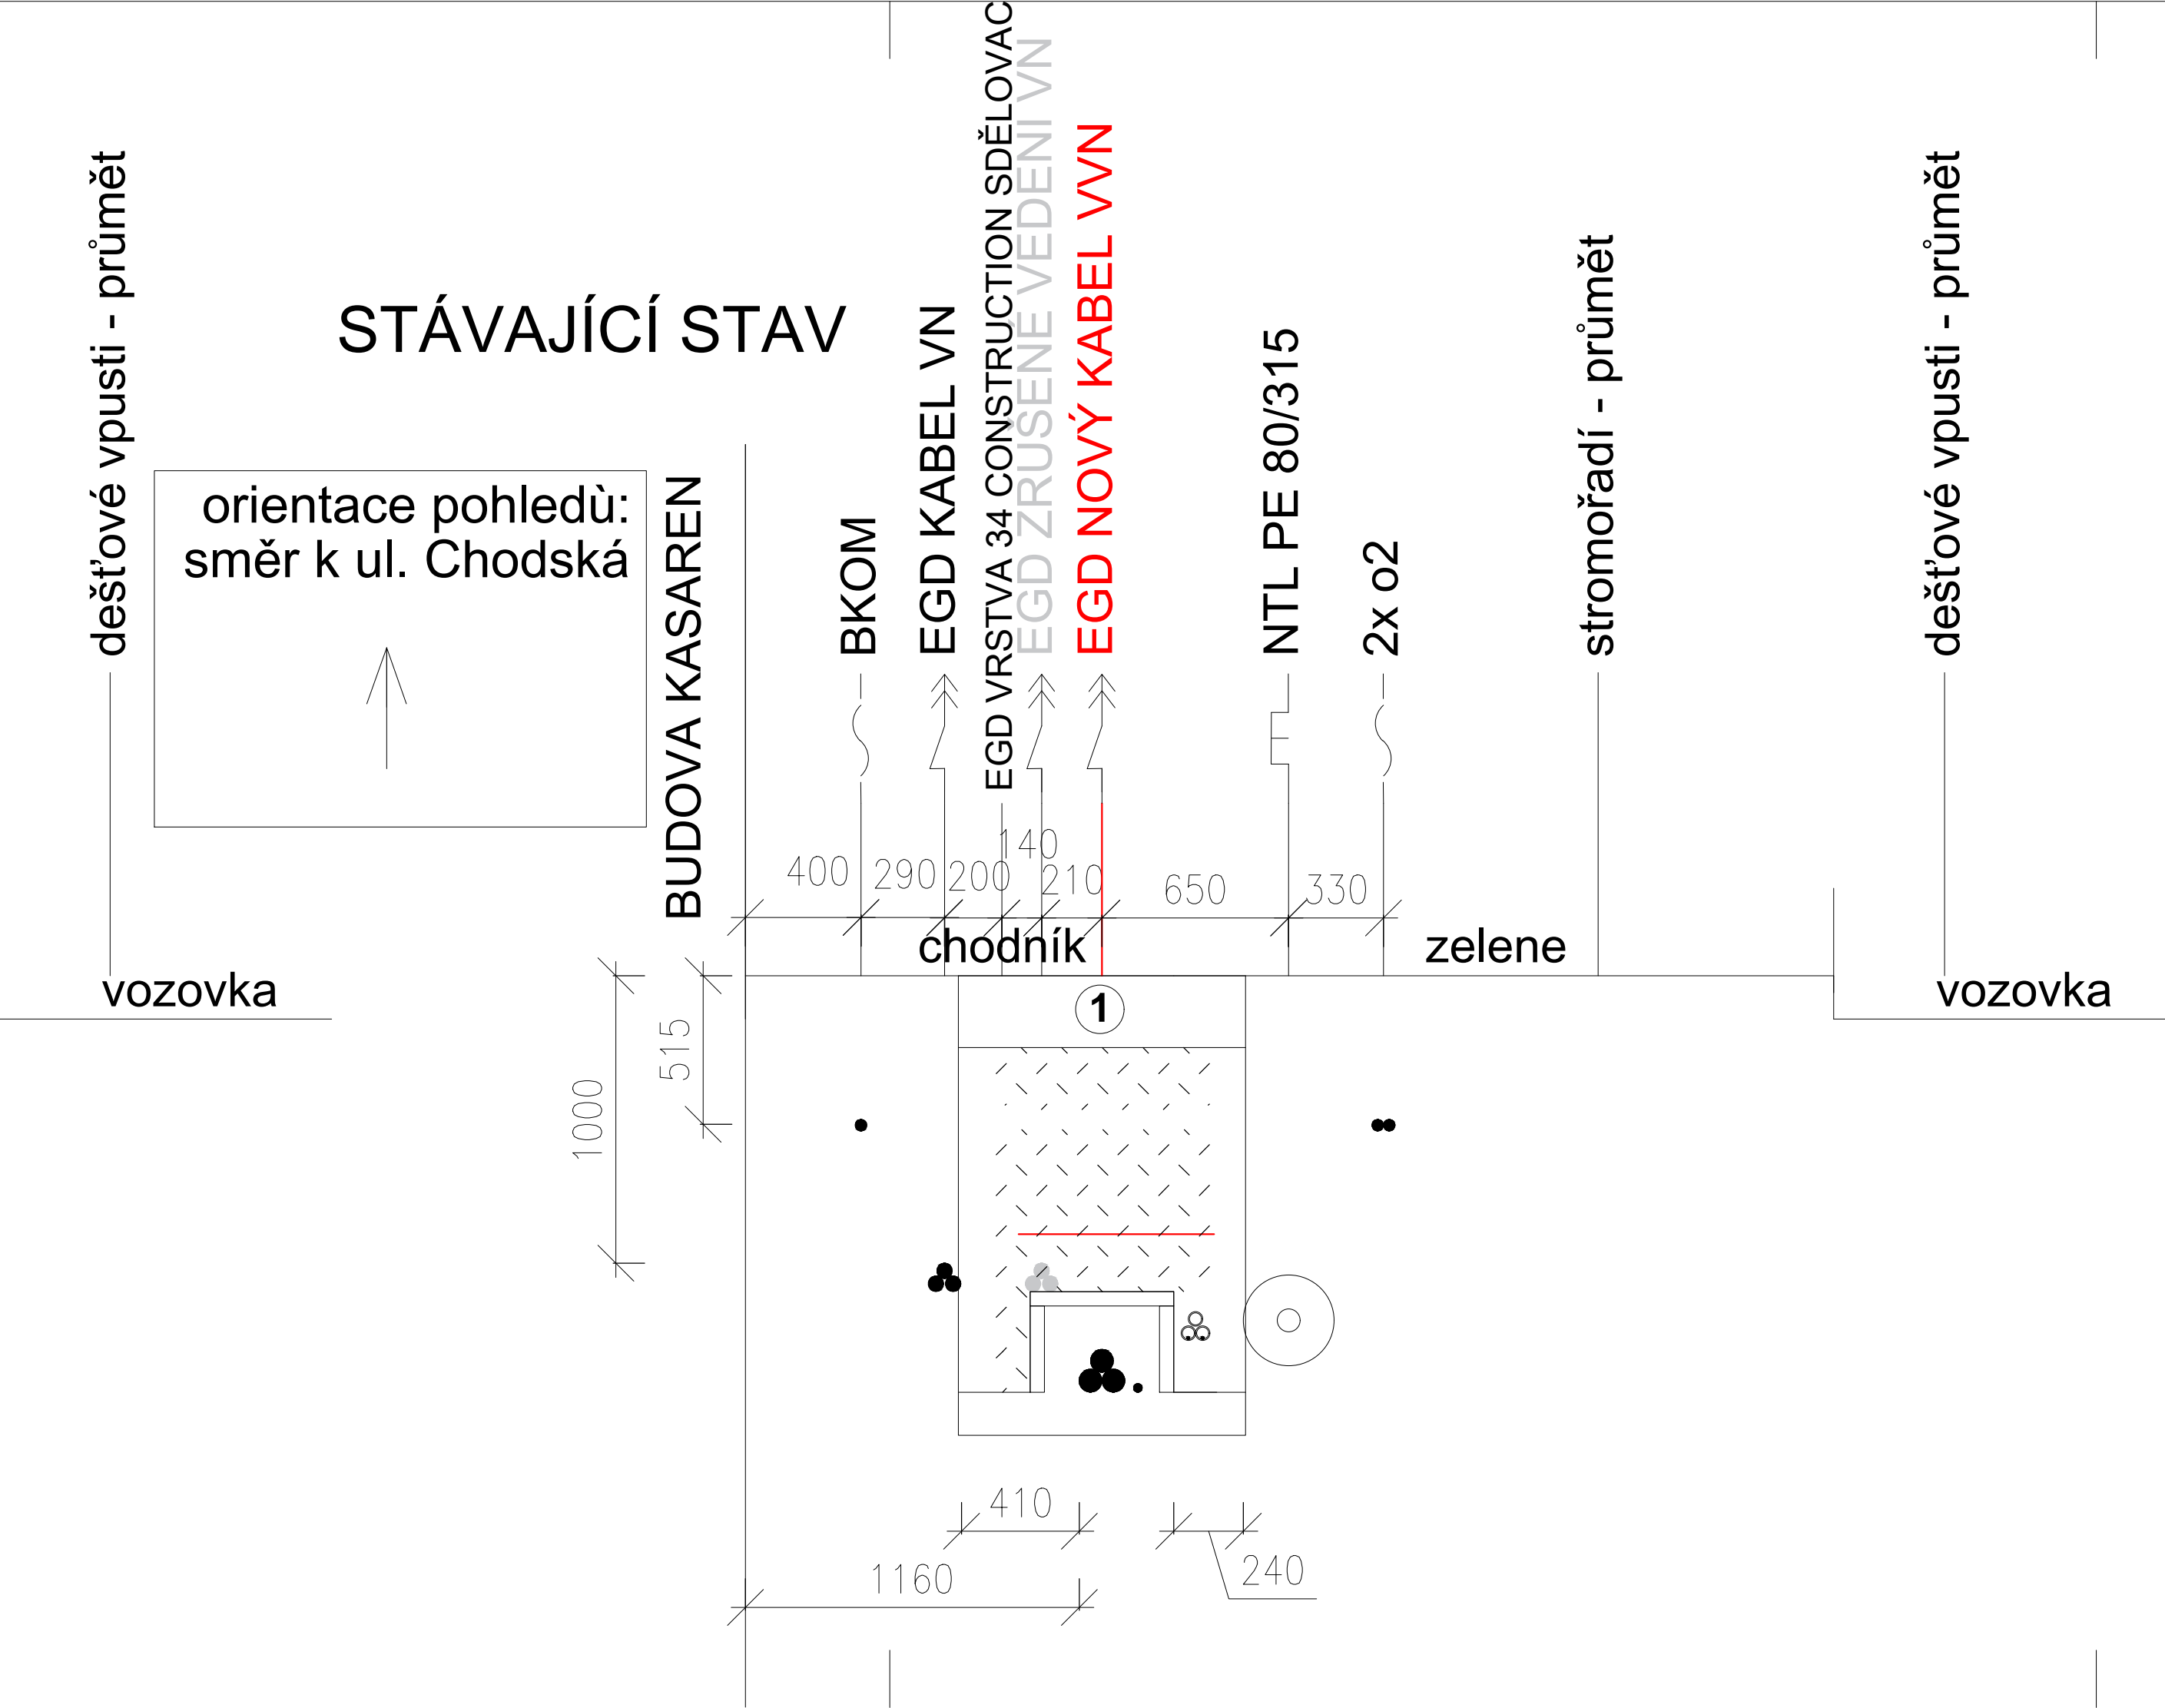 STÁVAJÍCÍ STAV
orientace pohledů:
směr k ul. Chodská
dešťové vpusti - průmět
BUDOVA KASAREN
BKOM
EGD KABEL VN
EGD VRSTVA 34 CONSTRUCTION SDĚLOVAC
EGD ZRUŠENÉ VEDENÍ VN
EGD NOVÝ KABEL VVN
NTL PE 80/315
2x o2
stromořadí - průmět
dešťové vpusti - průmět
400
290
200
140
210
650
330
chodník
zelene
vozovka
vozovka
1
515
1000
410
240
1160